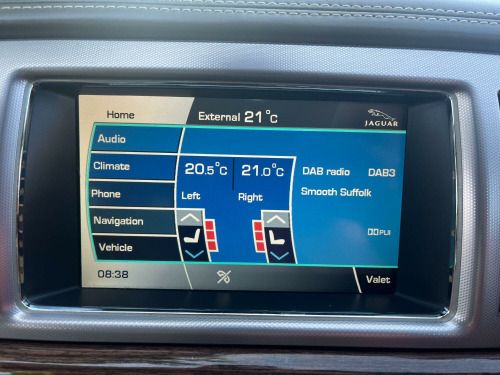 Home
External 21°C
JAGUAR
Audio
Climate
Phone
Navigation
Vehicle
20.5°C 21.0°C
Left Right
DAB radio DAB3
Smooth Suffolk
PLII
08:38
Valet